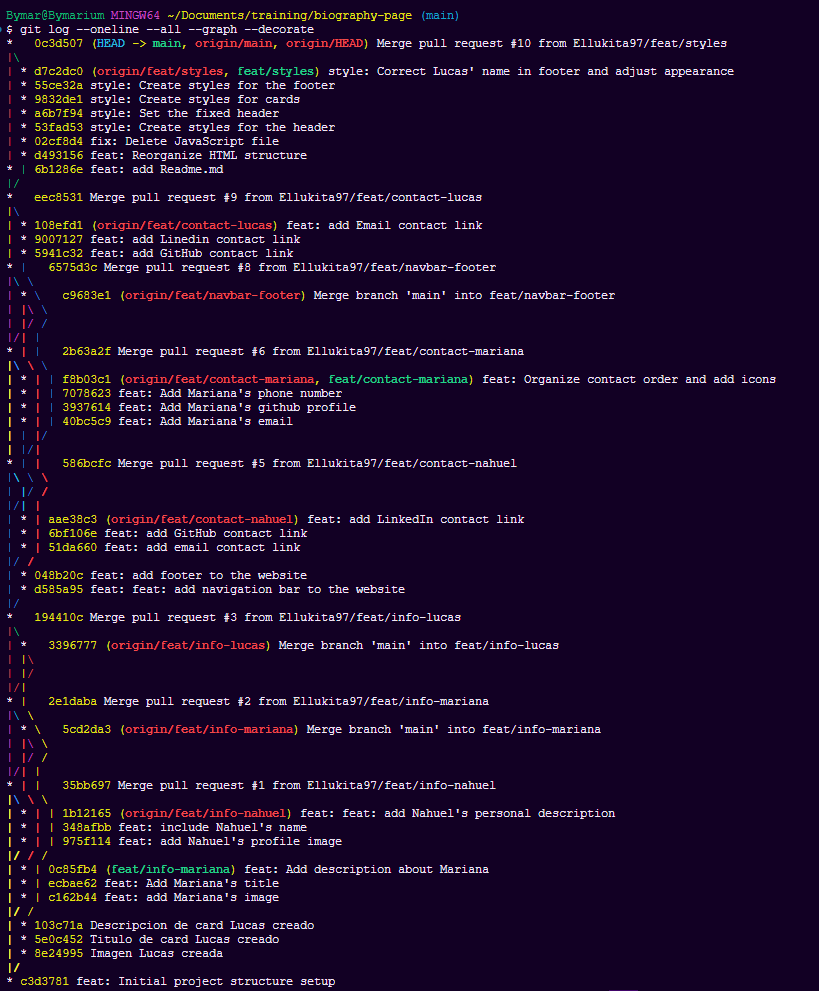 Bymar@Bymarium MINGW64 ~/Documents/training/biography-page (main)
$ git log --oneline --all --graph --decorate
*   0c3d507 (HEAD -> main, origin/main, origin/HEAD) Merge pull request #10 from Ellukita97/feat/styles
|\
| * d7c2dc0 (origin/feat/styles, feat/styles) style: Correct Lucas' name in footer and adjust appearance
| * 55ce32a style: Create styles for the footer
| * 9832de1 style: Create styles for cards
| * a6b7f94 style: Set the fixed header
| * 53fad53 style: Create styles for the header
| * 02cf8d4 fix: Delete JavaScript file
| * d493156 feat: Reorganize HTML structure
* | 6b1286e feat: add Readme.md
|/
*   eec8531 Merge pull request #9 from Ellukita97/feat/contact-lucas
|\
| * 108efd1 (origin/feat/contact-lucas) feat: add Email contact link
| * 9007127 feat: add Linedin contact link
| * 5941c32 feat: add GitHub contact link
* |   6575d3c Merge pull request #8 from Ellukita97/feat/navbar-footer
|\ \
| * \   c9683e1 (origin/feat/navbar-footer) Merge branch 'main' into feat/navbar-footer
| |\ \
| |/ /
|/| |
* | |   2b63a2f Merge pull request #6 from Ellukita97/feat/contact-mariana
|\ \ \
| * | | f8b03c1 (origin/feat/contact-mariana, feat/contact-mariana) feat: Organize contact order and add icons
| * | | 7078623 feat: Add Mariana's phone number
| * | | 3937614 feat: Add Mariana's github profile
| * | | 40bc5c9 feat: Add Mariana's email
| | |/
| |/|
* | |   586bcfc Merge pull request #5 from Ellukita97/feat/contact-nahuel
|\ \ \
| |/ /
|/| |
| * | aae38c3 (origin/feat/contact-nahuel) feat: add LinkedIn contact link
| * | 6bf106e feat: add GitHub contact link
| * | 51da660 feat: add email contact link
|/ /
| * 048b20c feat: add footer to the website
| * d585a95 feat: feat: add navigation bar to the website
|/
*   194410c Merge pull request #3 from Ellukita97/feat/info-lucas
|\
| *   3396777 (origin/feat/info-lucas) Merge branch 'main' into feat/info-lucas
| |\
| |/
|/|
* |   2e1daba Merge pull request #2 from Ellukita97/feat/info-mariana
|\ \
| * \   5cd2da3 (origin/feat/info-mariana) Merge branch 'main' into feat/info-mariana
| |\ \
| |/ /
|/| |
* | |   35bb697 Merge pull request #1 from Ellukita97/feat/info-nahuel
|\ \ \
| * | | 1b12165 (origin/feat/info-nahuel) feat: feat: add Nahuel's personal description
| * | | 348afbb feat: include Nahuel's name
| * | | 975f114 feat: add Nahuel's profile image
|/ / /
| * | 0c85fb4 (feat/info-mariana) feat: Add description about Mariana
| * | ecbae62 feat: Add Mariana's title
| * | c162b44 feat: add Mariana's image
|/ /
| * 103c71a Descripcion de card Lucas creado
| * 5e0c452 Titulo de card Lucas creado
| * 8e24995 Imagen Lucas creada
|/
* c3d3781 feat: Initial project structure setup